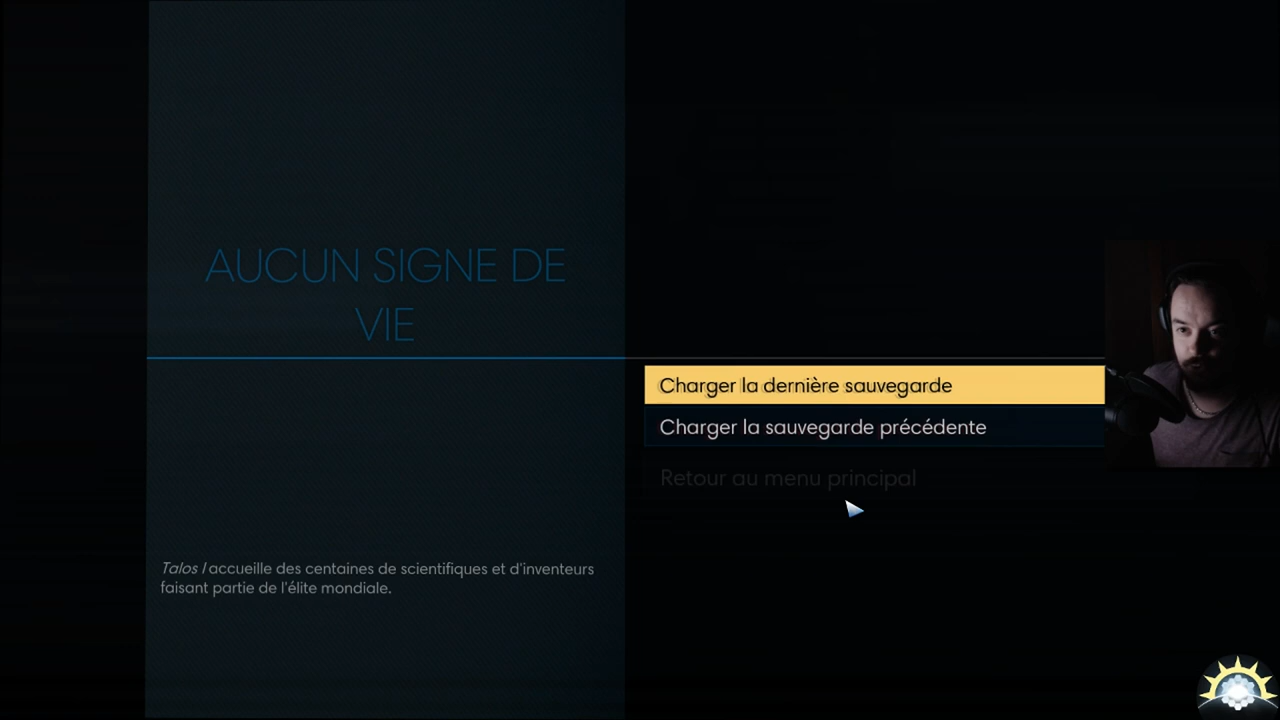 AUCUN SIGNE DE
VIE
Charger la dernière sauvegarde
Charger la sauvegarde précédente
Retour au menu principal
Talos I accueille des centaines de scientifiques et d'inventeurs
faisant partie de l'élite mondiale.